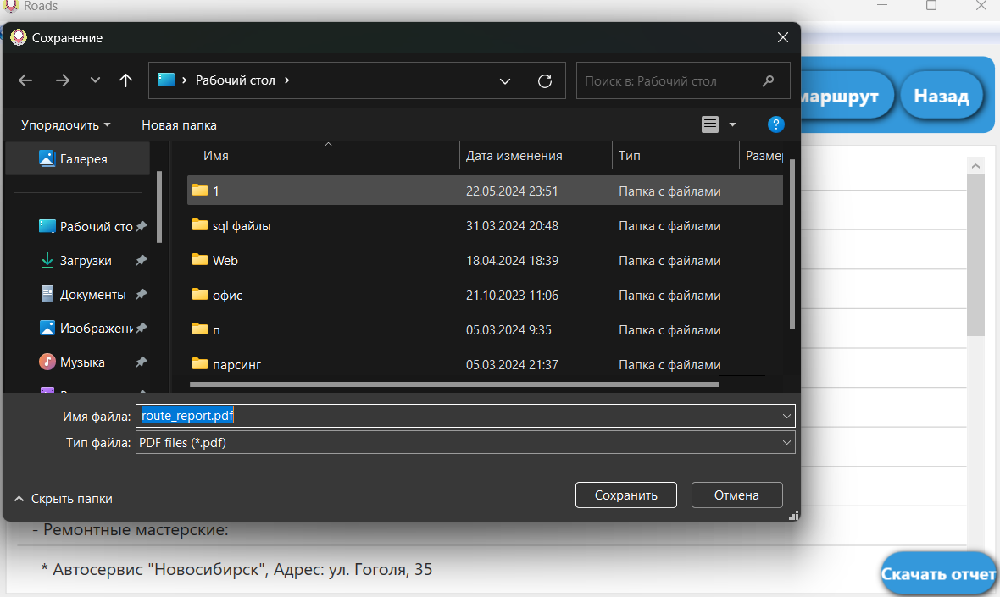 Roads
Сохранение
Рабочий стол
Поиск в: Рабочий стол
маршрут
Назад
Упорядочить
Новая папка
?
Галерея
Имя
Дата изменения
Тип
Разме
1
22.05.2024 23:51
Папка с файлами
Рабочий сто
sql файлы
31.03.2024 20:48
Папка с файлами
Загрузки
Web
18.04.2024 18:39
Папка с файлами
Документы
офис
21.10.2023 11:06
Папка с файлами
Изображени
п
05.03.2024 9:35
Папка с файлами
Музыка
парсинг
05.03.2024 21:37
Папка с файлами
Имя файла:
route_report.pdf
Тип файла:
PDF files (*.pdf)
Скрыть папки
Сохранить
Отмена
- Ремонтные мастерские:
* Автосервис "Новосибирск", Адрес: ул. Гоголя, 35
Скачать отчет